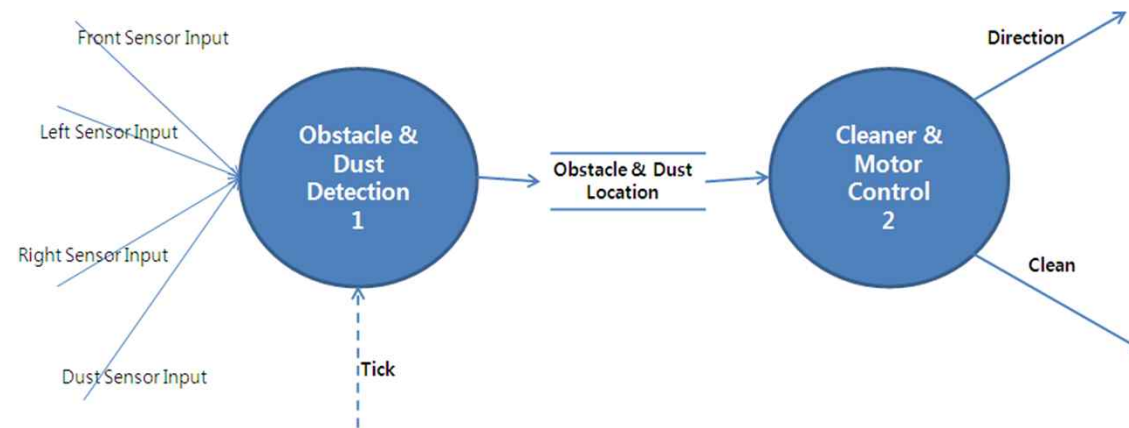 Front Sensor Input
Left Sensor Input
Right Sensor Input
Dust Sensor Input
Obstacle &
Dust
Detection
1
Tick
Obstacle & Dust
Location
Cleaner &
Motor
Control
2
Direction
Clean